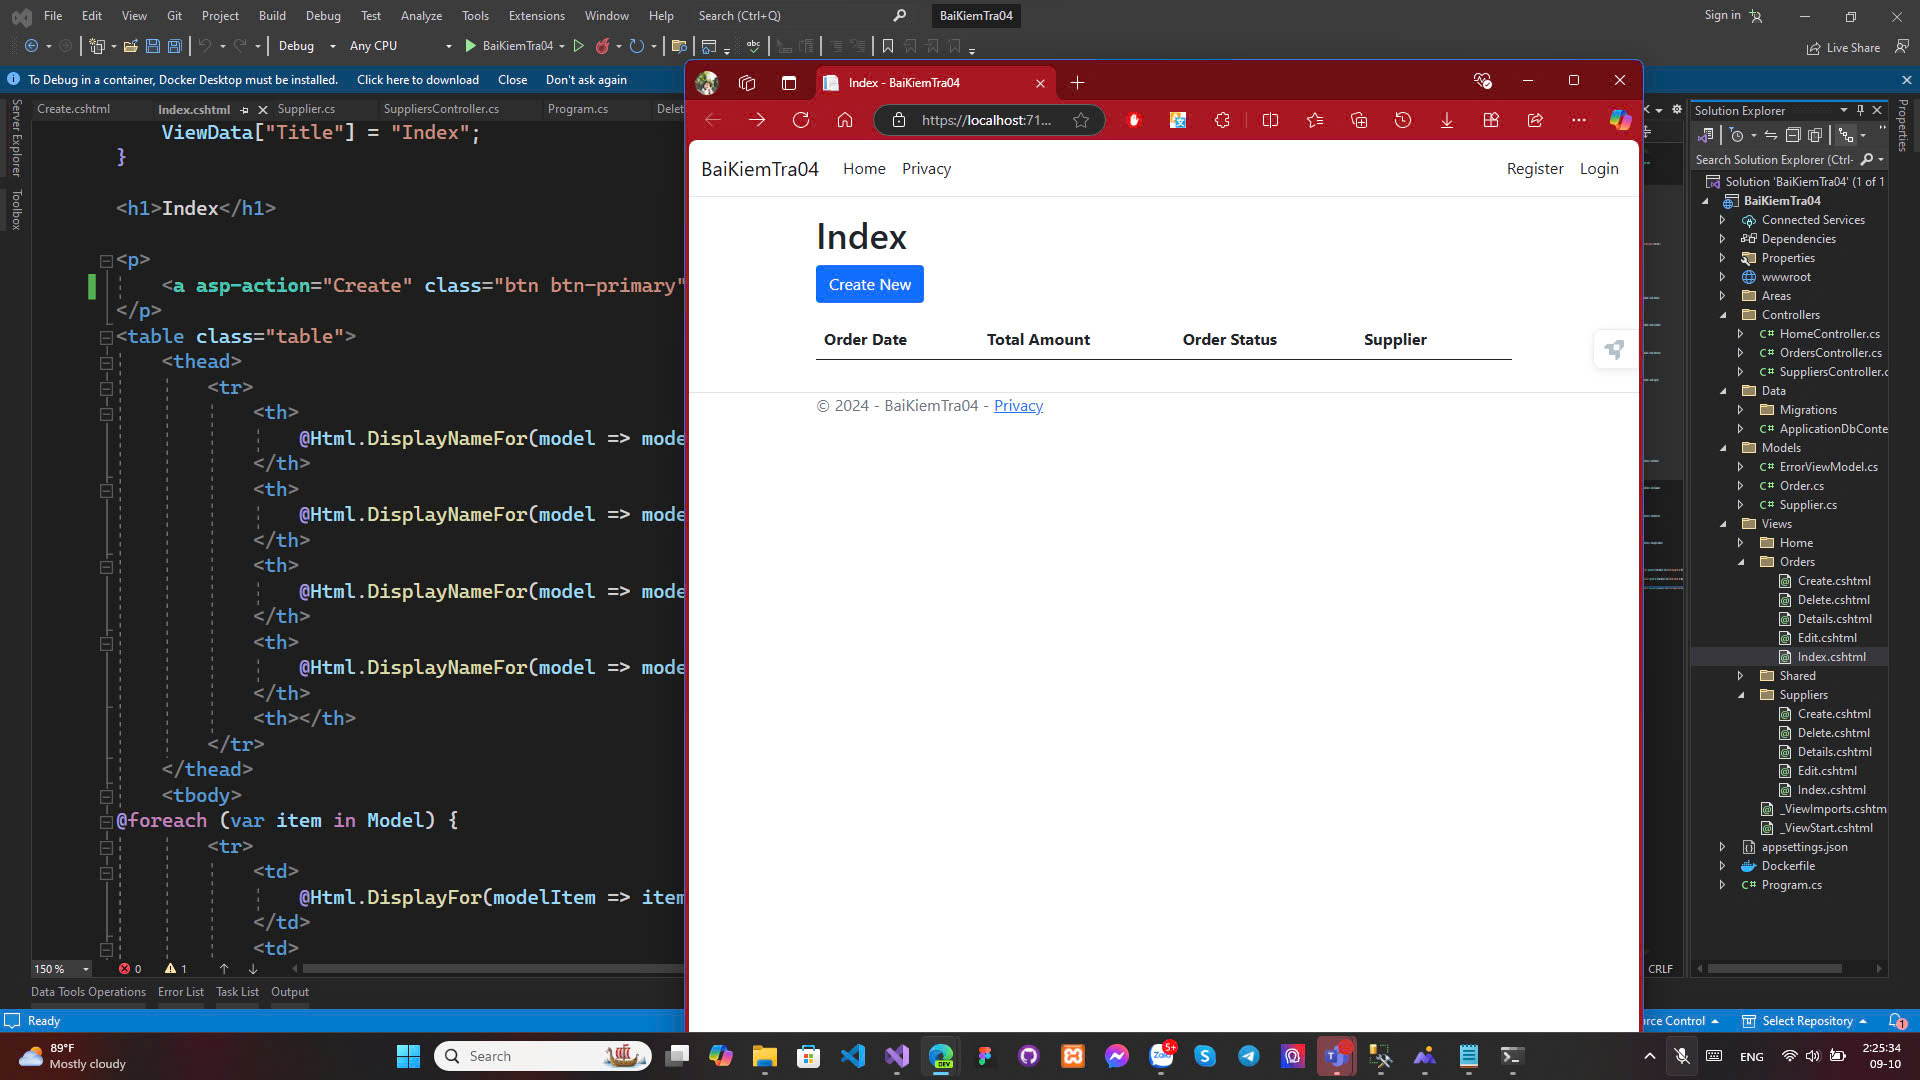 File Edit View Git Project Build Debug Test Analyze Tools Extensions Window Help Search (Ctrl+Q) BaiKiemTra04 Sign in
Debug Any CPU BaiKiemTra04 Live Share
To Debug in a container, Docker Desktop must be installed. Click here to download Close Don't ask again
Create.cshtml Index.cshtml Supplier.cs SuppliersController.cs Program.cs Delet
Server Explorer
Toolbox
ViewData["Title"] = "Index";
}
<h1>Index</h1>
<p>
<a asp-action="Create" class="btn btn-primary"
</p>
<table class="table">
<thead>
<tr>
<th>
@Html.DisplayNameFor(model => mode
</th>
<th>
@Html.DisplayNameFor(model => mode
</th>
<th>
@Html.DisplayNameFor(model => mode
</th>
<th>
@Html.DisplayNameFor(model => mode
</th>
<th></th>
</tr>
</thead>
<tbody>
@foreach (var item in Model) {
<tr>
<td>
@Html.DisplayFor(modelItem => item
</td>
<td>
150 % 0 1
Data Tools Operations Error List Task List Output
Ready
Index - BaiKiemTra04
https://localhost:71...
BaiKiemTra04 Home Privacy Register Login
Index
Create New
Order Date Total Amount Order Status Supplier
© 2024 - BaiKiemTra04 - Privacy
Solution Explorer
Search Solution Explorer (Ctrl-
Solution 'BaiKiemTra04' (1 of 1
BaiKiemTra04
Connected Services
Dependencies
Properties
wwwroot
Areas
Controllers
C# HomeController.cs
C# OrdersController.cs
C# SuppliersController.c
Data
Migrations
C# ApplicationDbConte
Models
C# ErrorViewModel.cs
C# Order.cs
C# Supplier.cs
Views
Home
Orders
Create.cshtml
Delete.cshtml
Details.cshtml
Edit.cshtml
Index.cshtml
Shared
Suppliers
Create.cshtml
Delete.cshtml
Details.cshtml
Edit.cshtml
Index.cshtml
_ViewImports.cshtm
_ViewStart.cshtml
appsettings.json
Dockerfile
C# Program.cs
Properties
CRLF
rce Control Select Repository 1
89°F
Mostly cloudy
Search
DEV
Zalo 5+
ENG
2:25:34
09-10